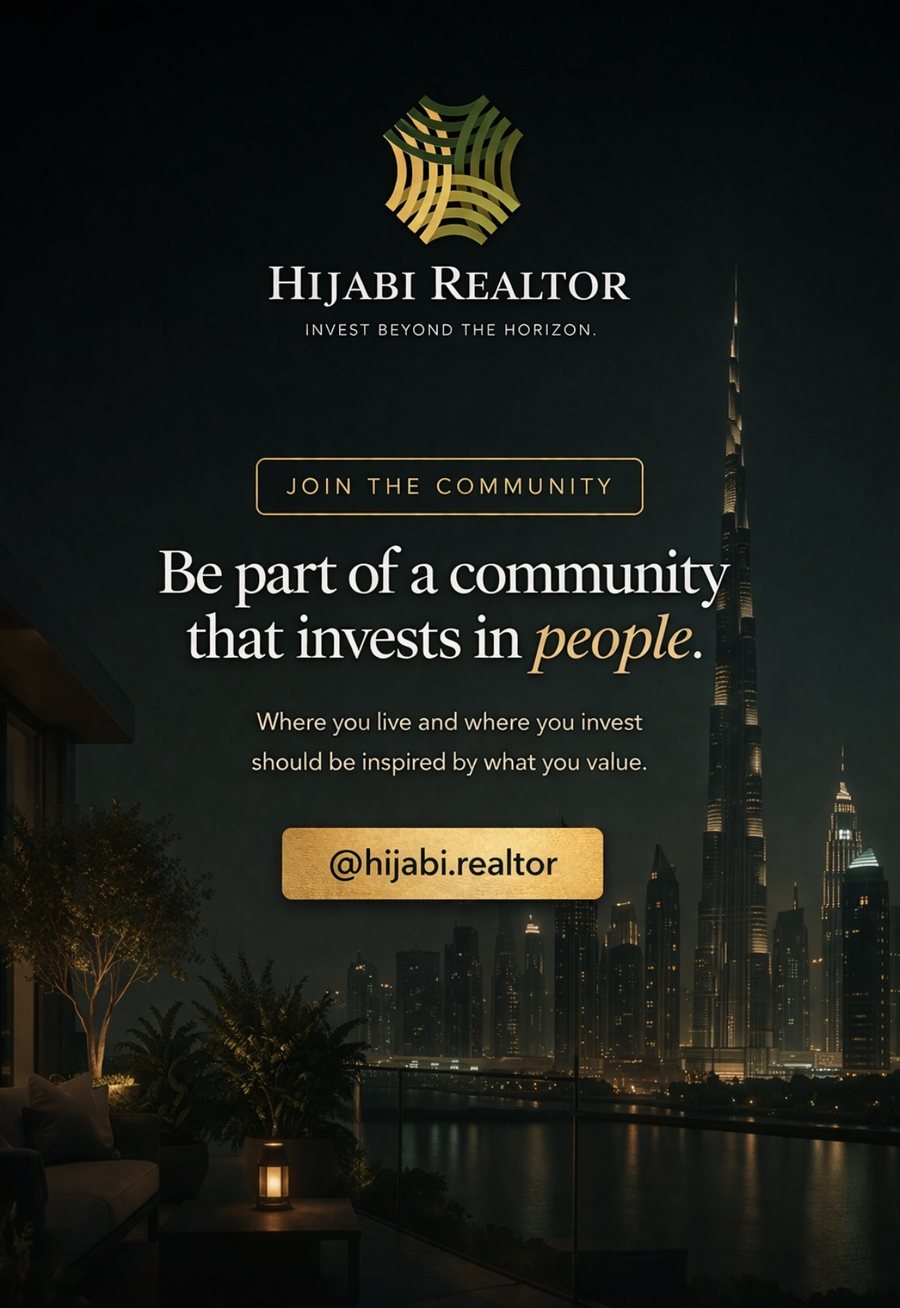 HIJABI REALTOR
INVEST BEYOND THE HORIZON.
JOIN THE COMMUNITY
Be part of a community
that invests in people.
Where you live and where you invest
should be inspired by what you value.
@hijabi.realtor